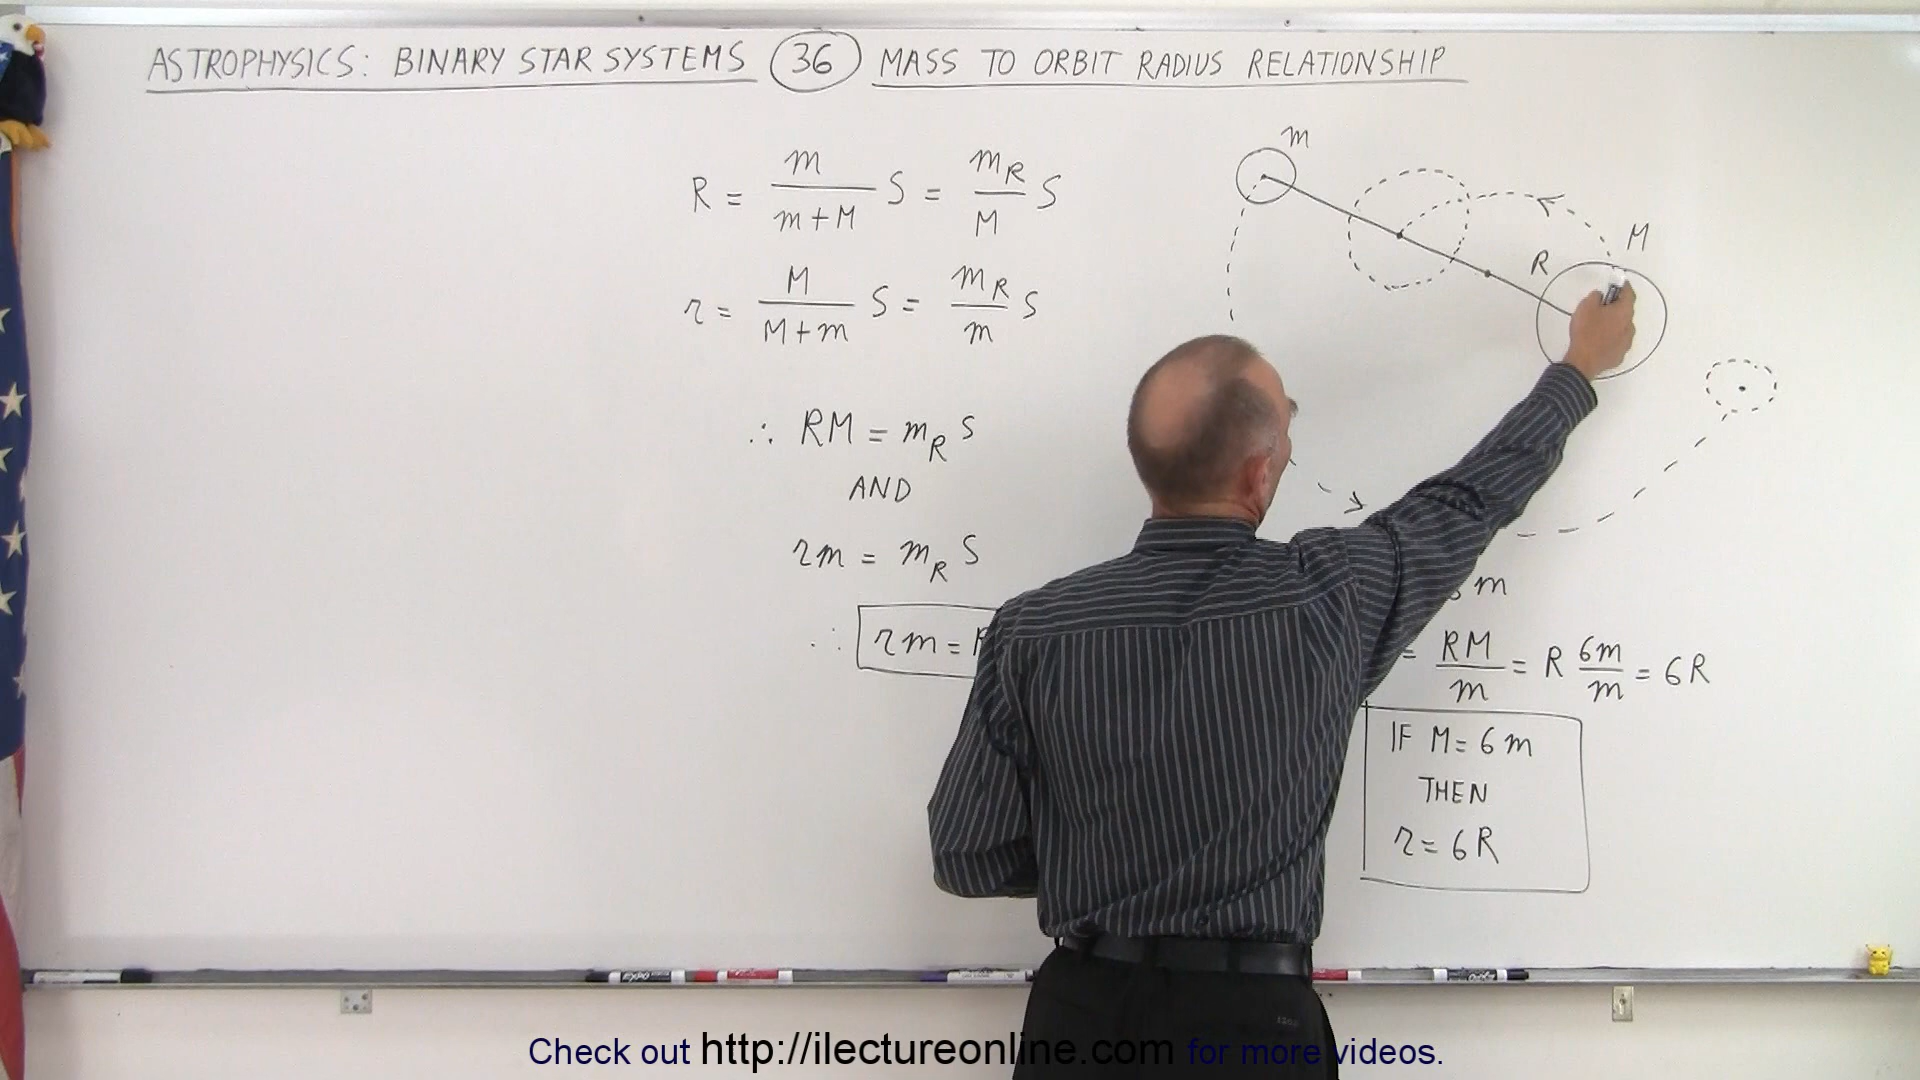 ASTROPHYSICS: BINARY STAR SYSTEMS 36 MASS TO ORBIT RADIUS RELATIONSHIP
R = m/(m+M) S = m_R/M S
r = M/(M+m) S = m_R/m S
∴ RM = m_R S
AND
rm = m_R S
∴ rm =
m
M
R
m
= RM/m = R 6m/m = 6R
IF M = 6m
THEN
r = 6R
EXPO
Check out http://ilectureonline.com for more videos.